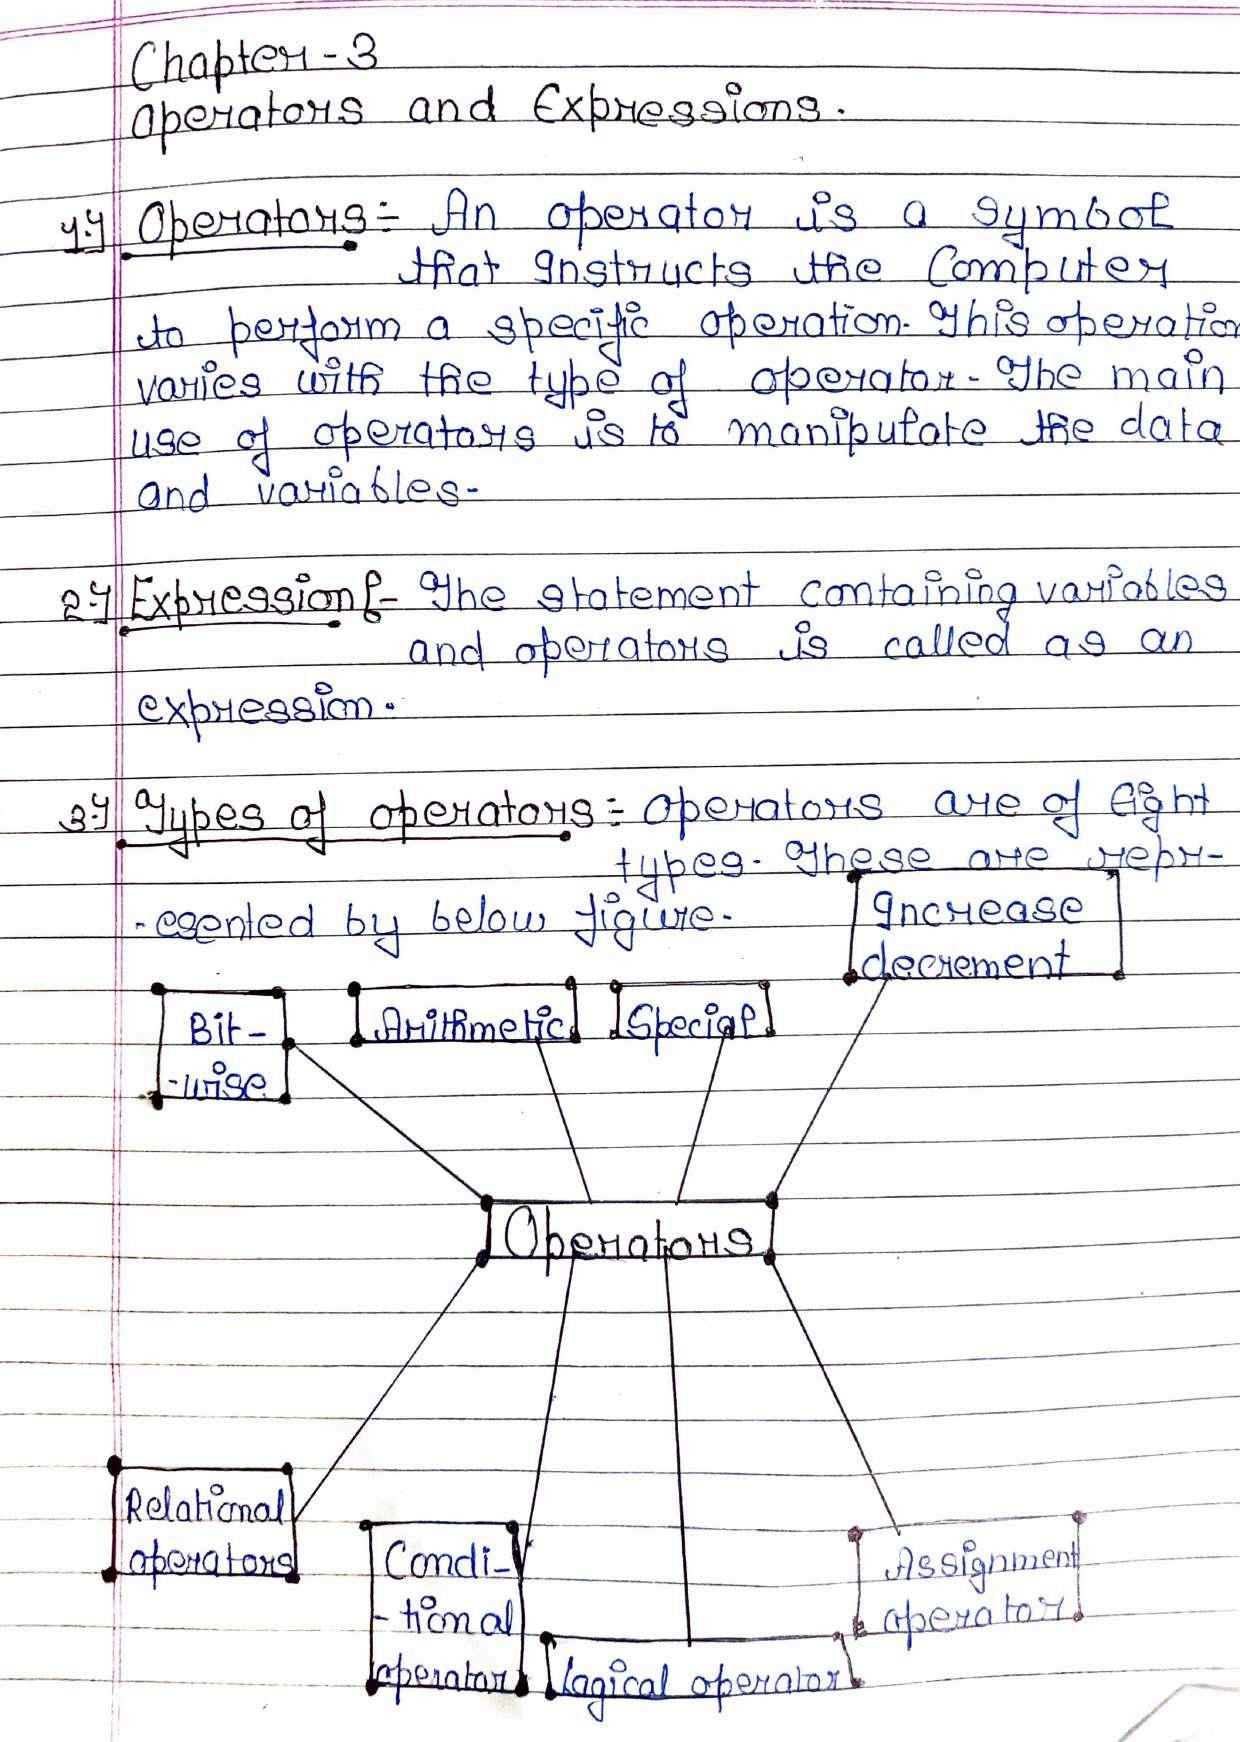 Chapter-3
Operators and Expressions.
1.) Operators:- An operator is a symbol
that Instructs the Computer
to perform a specific operation. This operation
varies with the type of operator. The main
use of operators is to manipulate the data
and variables.
2.) Expression:- The statement containing variables
and operators is called as an
expression.
3.) Types of operators:- Operators are of Eight
types. These are repr-
-esented by below figure.
Increase
decrement
Bit-
-wise
Arithmetic
Special
Operators
Relational
operators
Condi-
-tional
operator
Logical operator
Assignment
operator